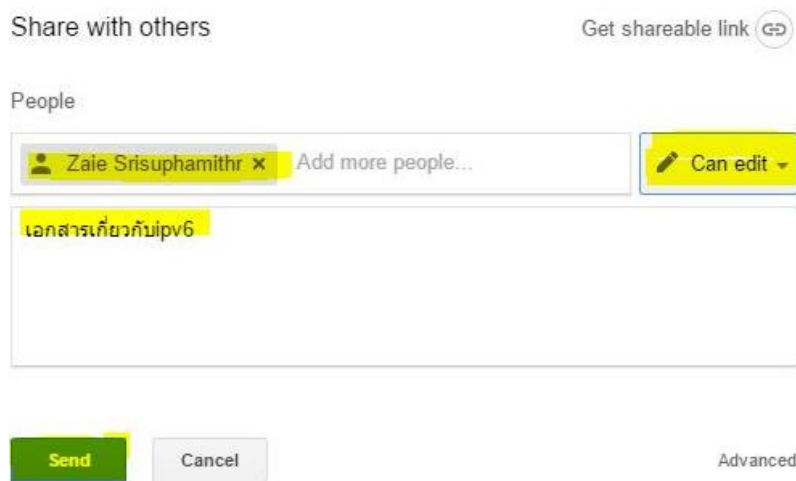 Share with others
Get shareable link
People
Zaie Srisuphamithr × Add more people...
Can edit
เอกสารเกี่ยวกับipv6
Send
Cancel
Advanced